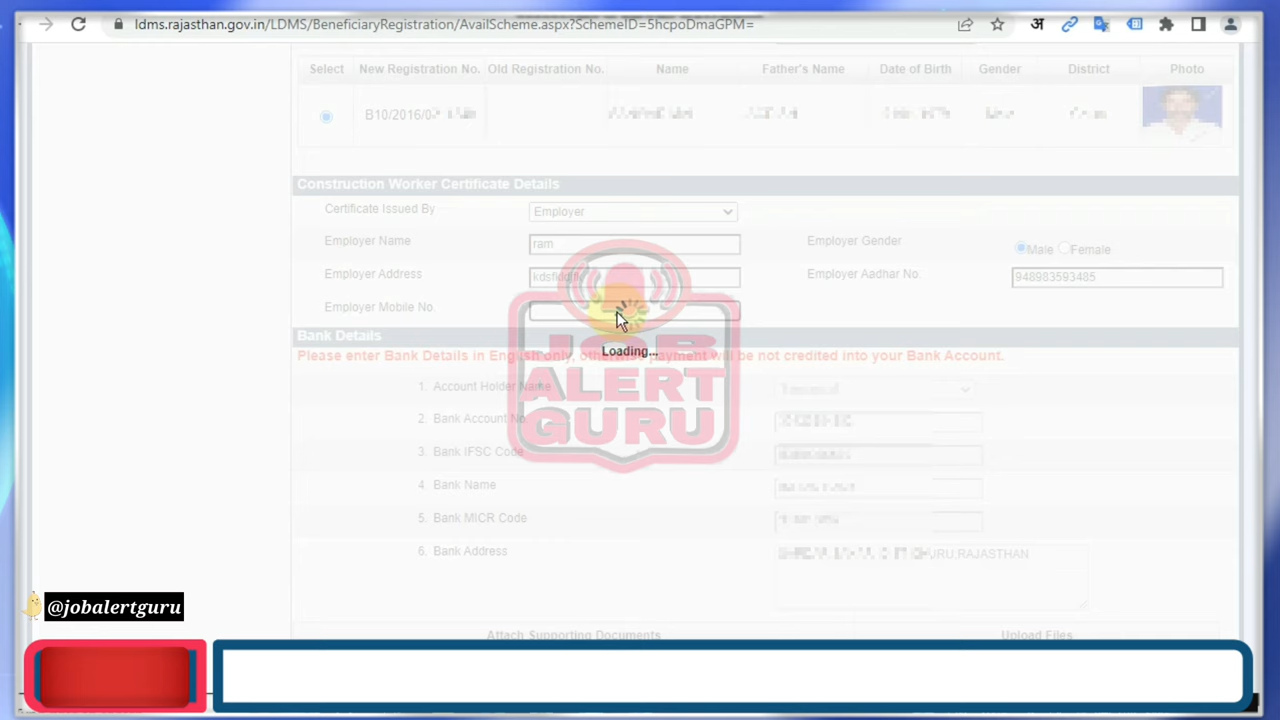 ldms.rajasthan.gov.in/LDMS/BeneficiaryRegistration/AvailScheme.aspx?SchemeID=5hcpoDmaGPM=
अ
Select New Registration No. Old Registration No. Name Father's Name Date of Birth Gender District Photo
B10/2016/0
Construction Worker Certificate Details
Certificate Issued By Employer
Employer Name ram Employer Gender Male Female
Employer Address Employer Aadhar No. 948983593485
Employer Mobile No.
Loading...
Bank Details
Please enter Bank Details in English only, otherwise payment will be not credited into your Bank Account.
1. Account Holder Name
2. Bank Account No.
3. Bank IFSC Code
4. Bank Name
5. Bank MICR Code
6. Bank Address URU,RAJASTHAN
JOB
ALERT
GURU
@jobalertguru
Attach Supporting Documents Upload Files